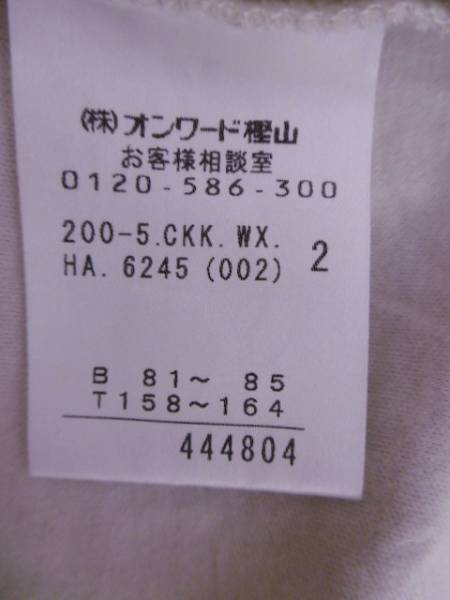 (株)オンワード樫山
お客様相談室
0120-586-300
200-5.CKK.WX.
HA.6245(002) 2
B 81～ 85
T158～164
444804